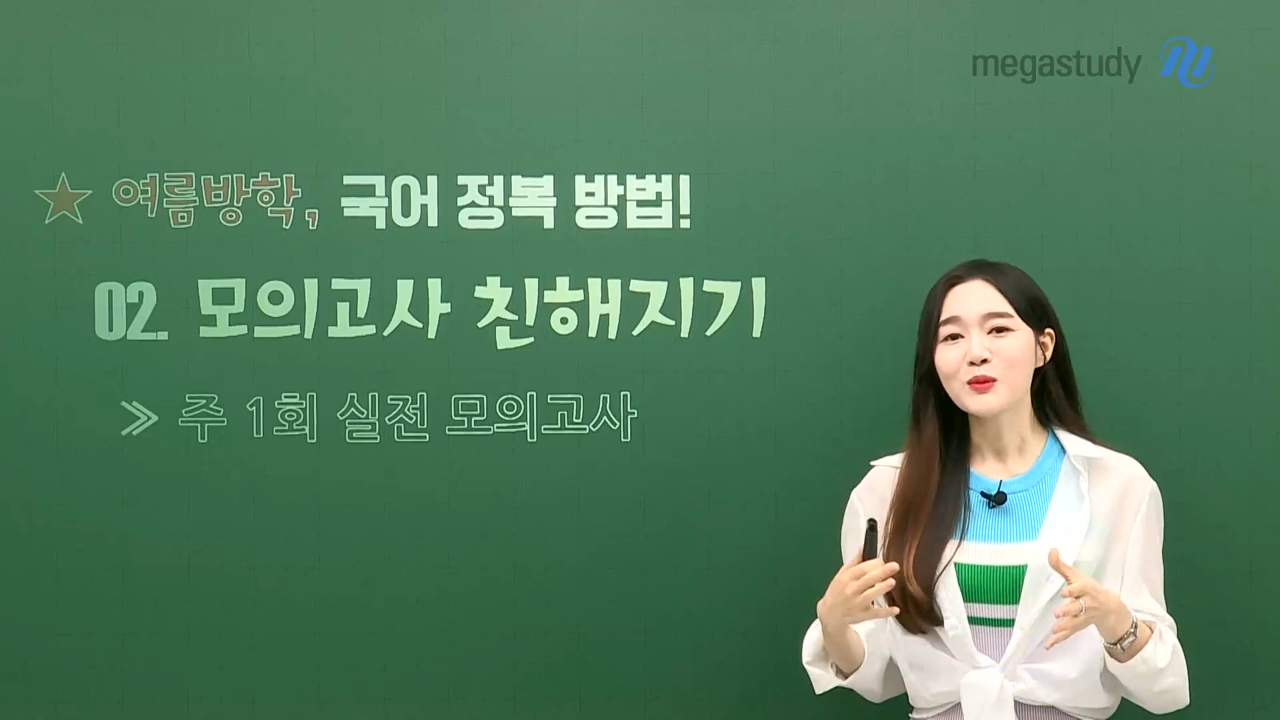 megastudy
★ 여름방학, 국어 정복 방법!
02. 모의고사 친해지기
≫ 주 1회 실전 모의고사